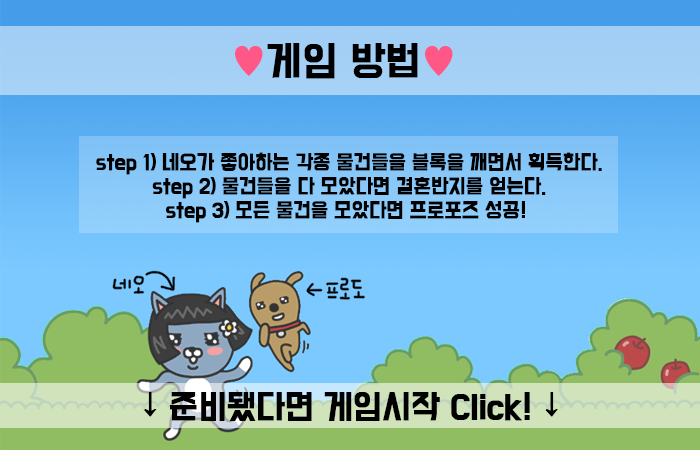 ♥게임 방법♥
step 1) 네오가 좋아하는 각종 물건들을 블록을 깨면서 획득한다.
step 2) 물건들을 다 모았다면 결혼반지를 얻는다.
step 3) 모든 물건을 모았다면 프로포즈 성공!
네오
←프로도
↓ 준비됐다면 게임시작 Click! ↓